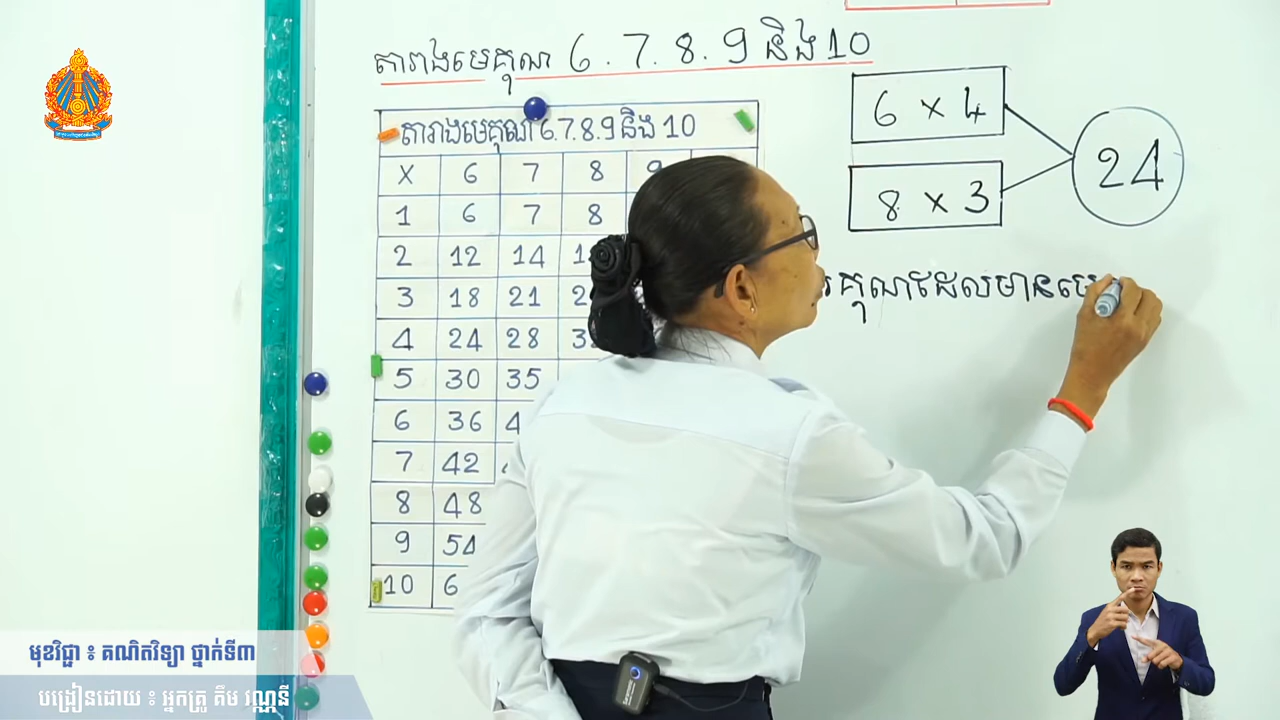 តារាងមេគុណ 6 . 7 . 8 . 9 និង 10
តារាងមេគុណ 6.7.8.9 និង 10
X 6 7 8 9
1 6 7 8
2 12 14
3 18 21
4 24 28
5 30 35
6 36
7 42
8 48
9 54
10
6 x 4
8 x 3
24
គុណដែលមាន
មុខវិជ្ជា ៖ គណិតវិទ្យា ថ្នាក់ទី៣
បង្រៀនដោយ ៖ អ្នកគ្រូ គឹម វណ្ណនី